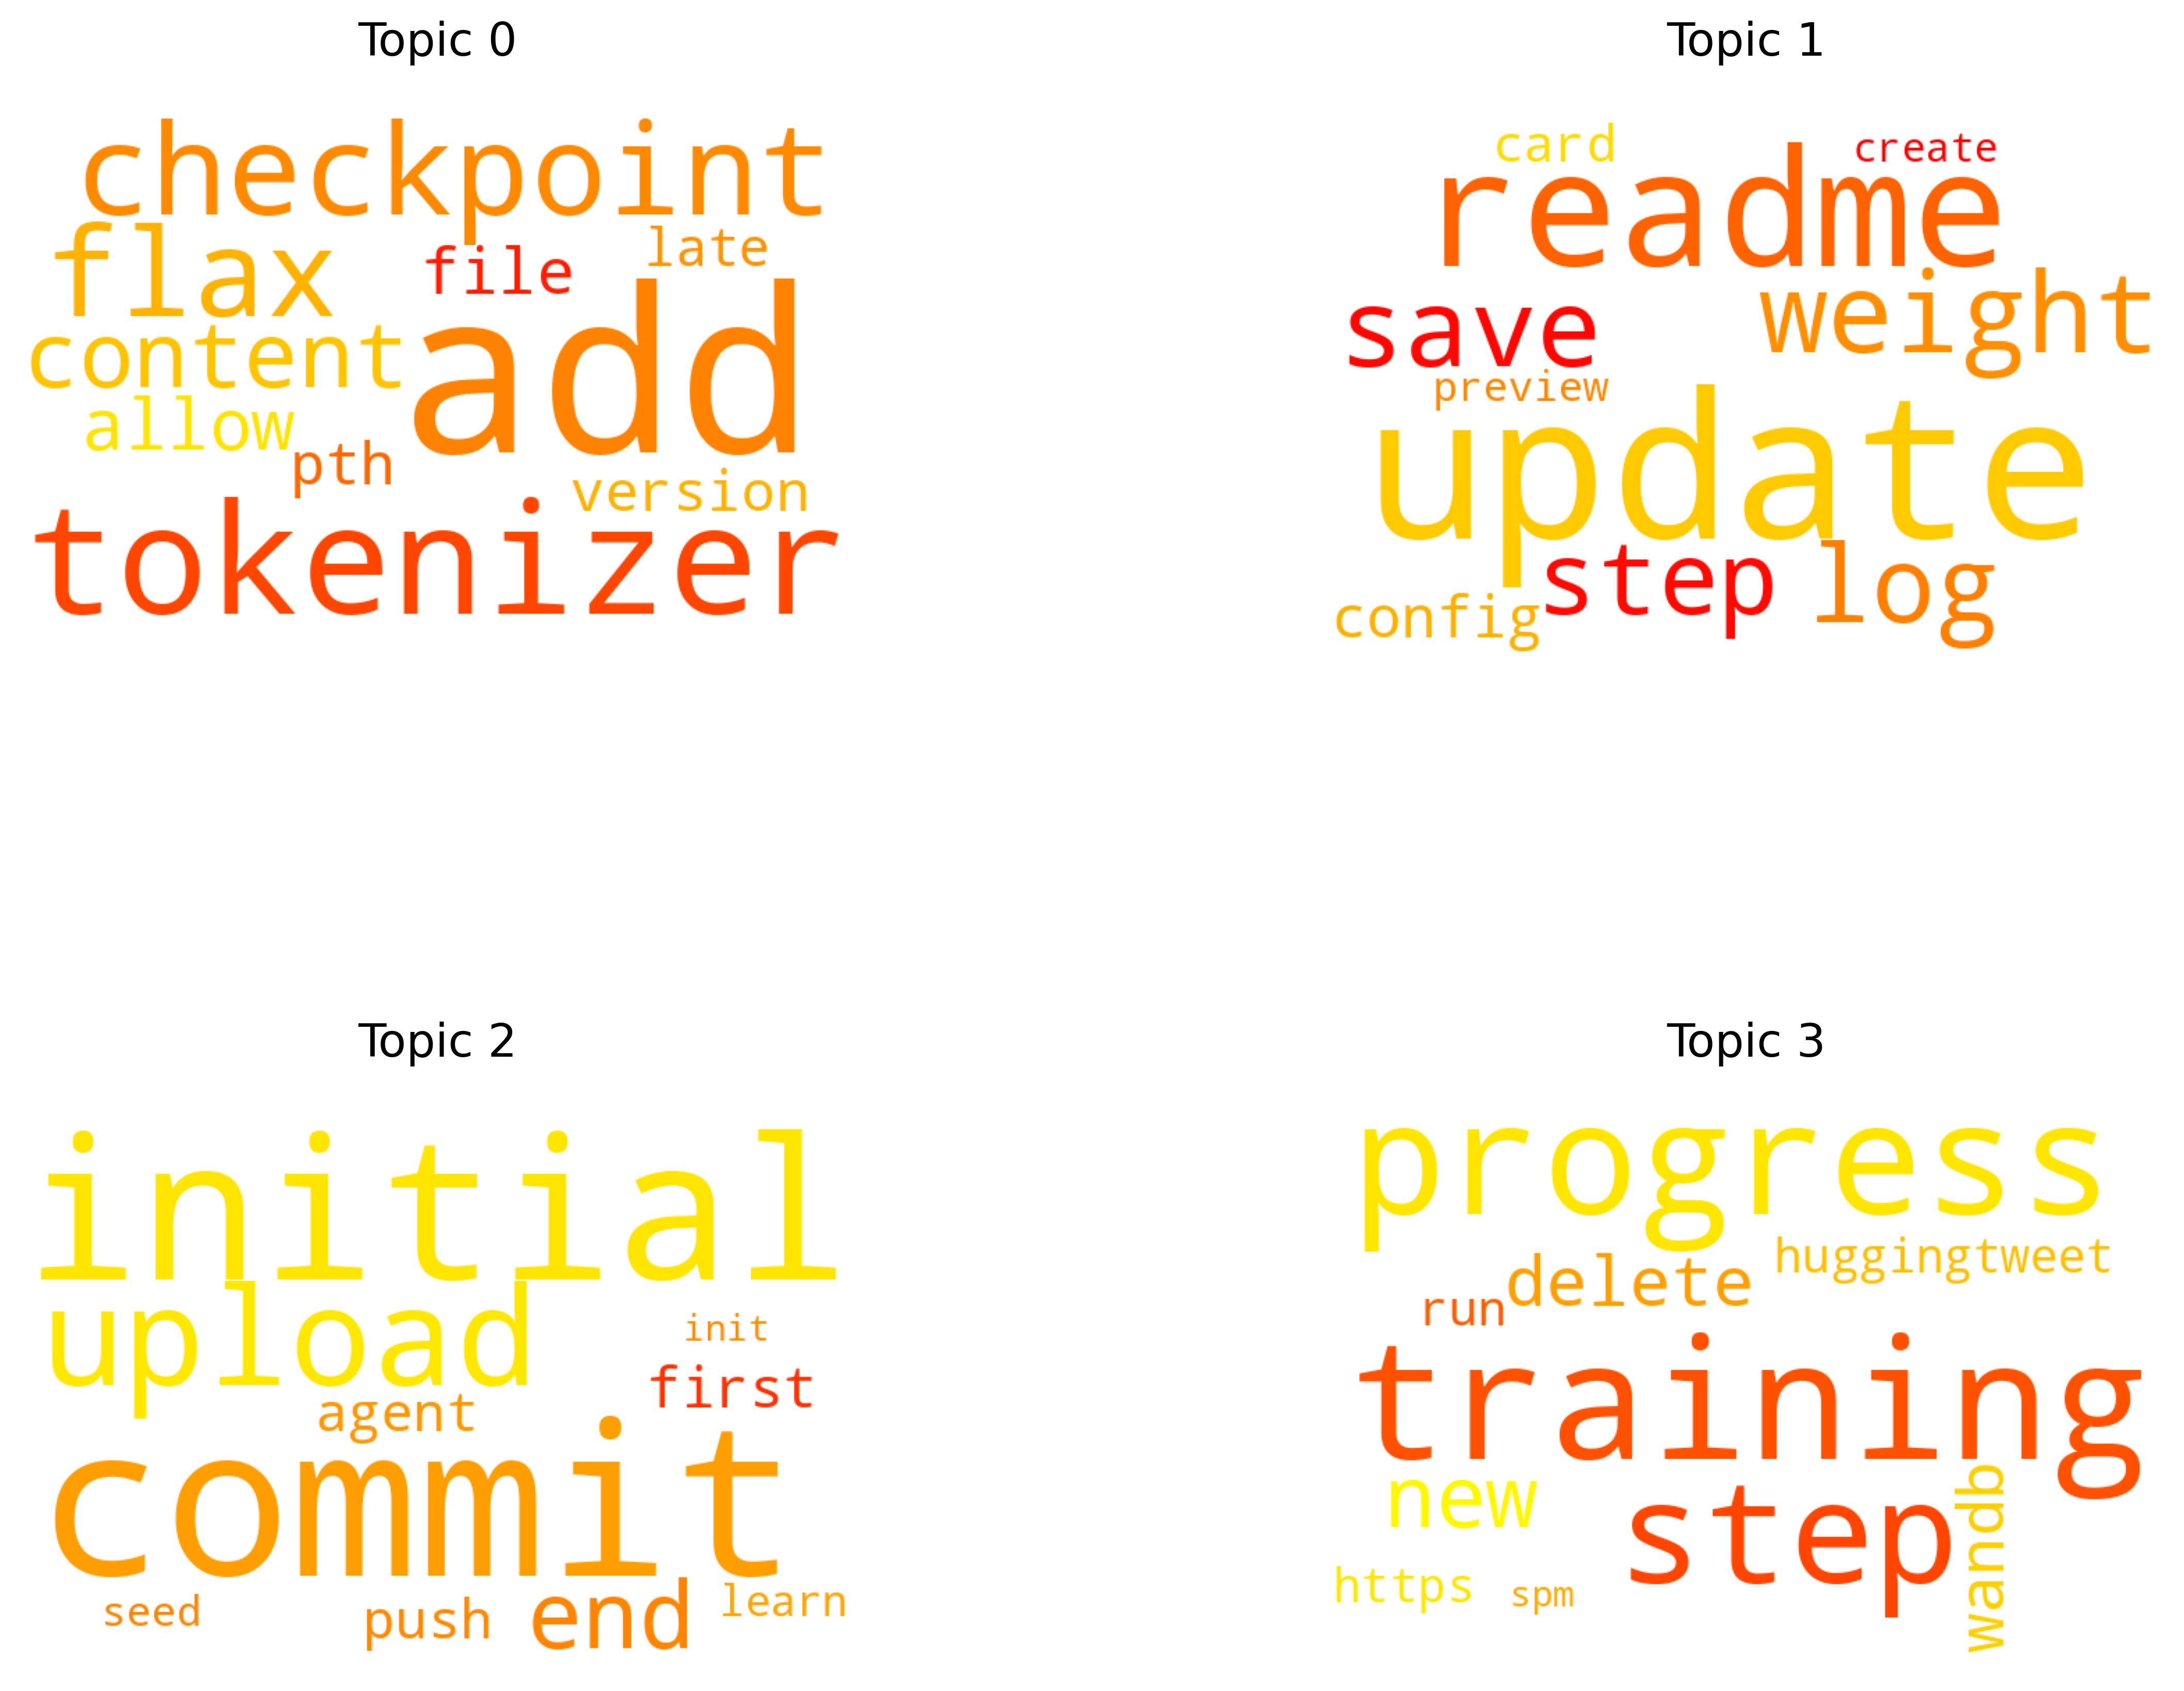 Topic 0
checkpoint
flax
file
late
content
add
allow
pth
version
tokenizer
Topic 1
card
create
readme
save
weight
preview
update
step
log
config
Topic 2
initial
upload
init
first
agent
commit
seed
push
end
learn
Topic 3
progress
delete
huggingtweet
run
training
new
step
wandb
https
spm